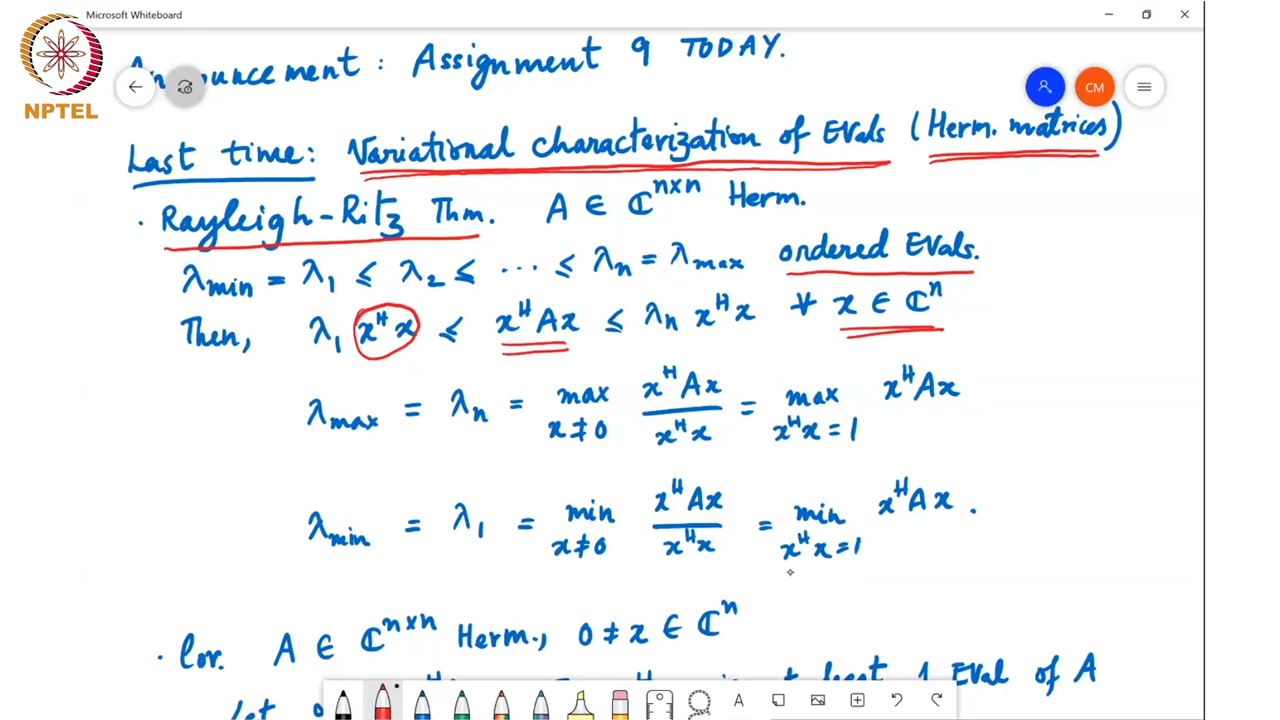 Microsoft Whiteboard
NPTEL
Announcement: Assignment 9 TODAY.
CM
Last time: Variational characterization of EVals (Herm. matrices)
· Rayleigh-Ritz Thm. A ∈ ℂ^{n×n} Herm.
λ_min = λ_1 ≤ λ_2 ≤ ... ≤ λ_n = λ_max ordered EVals.
Then, λ_1 x^H x ≤ x^H A x ≤ λ_n x^H x ∀ x ∈ ℂ^n
λ_max = λ_n = max_{x≠0} x^H A x / x^H x = max_{x^H x = 1} x^H A x
λ_min = λ_1 = min_{x≠0} x^H A x / x^H x = min_{x^H x = 1} x^H A x.
· Cor. A ∈ ℂ^{n×n} Herm., 0 ≠ x ∈ ℂ^n
Let 1 EVal of A